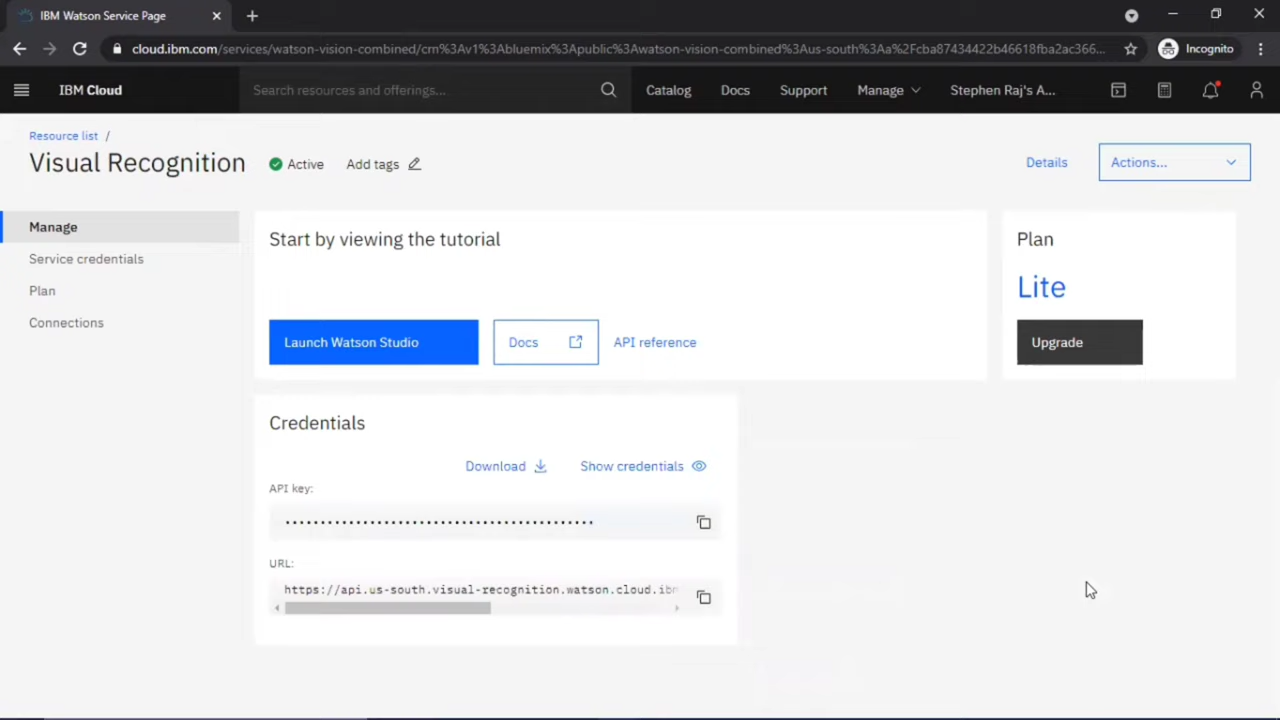 IBM Watson Service Page
cloud.ibm.com/services/watson-vision-combined/crn%3Av1%3Abluemix%3Apublic%3Awatson-vision-combined%3Aus-south%3Aa%2Fcba87434422b46618fba2ac366...
Incognito
IBM Cloud
Search resources and offerings...
Catalog
Docs
Support
Manage
Stephen Raj's A...
Resource list /
Visual Recognition
Active
Add tags
Details
Actions...
Manage
Service credentials
Plan
Connections
Start by viewing the tutorial
Launch Watson Studio
Docs
API reference
Plan
Lite
Upgrade
Credentials
Download
Show credentials
API key:
URL:
https://api.us-south.visual-recognition.watson.cloud.ibm